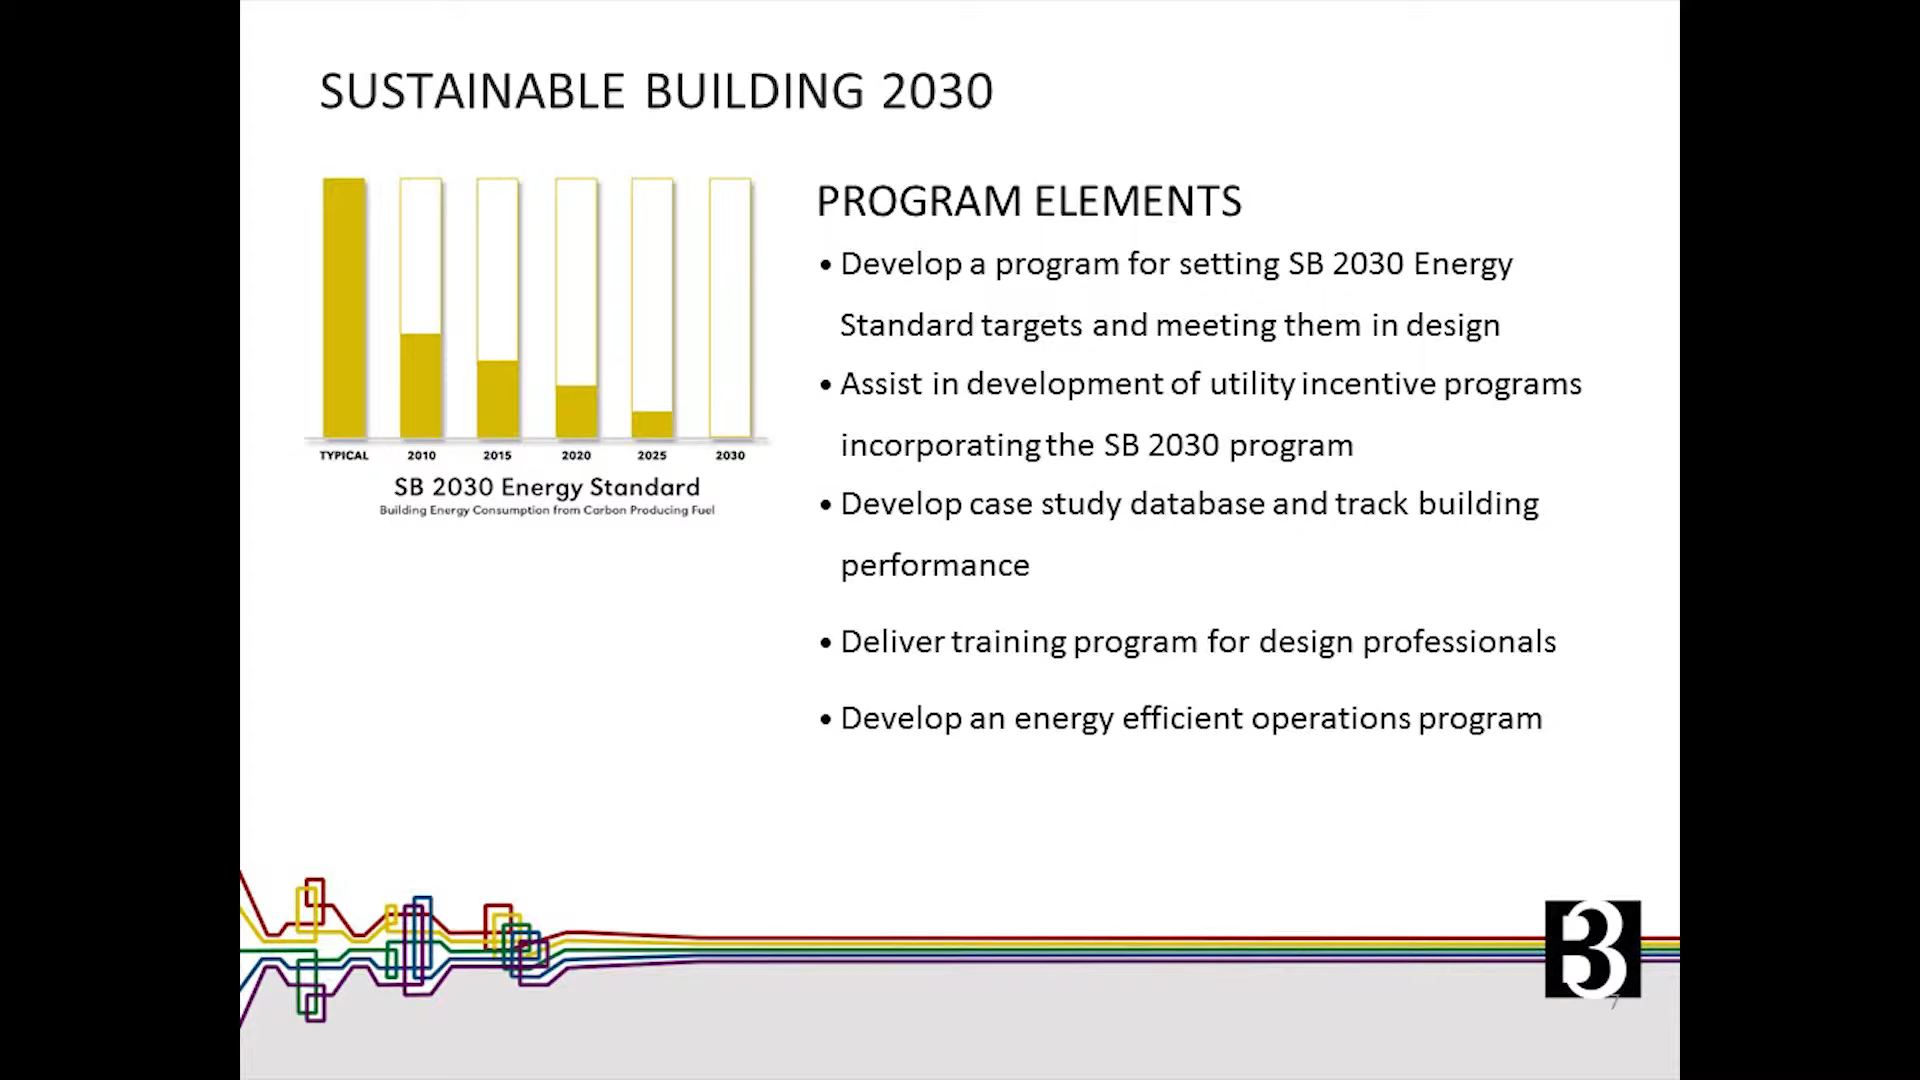 SUSTAINABLE BUILDING 2030
TYPICAL 2010 2015 2020 2025 2030
SB 2030 Energy Standard
Building Energy Consumption from Carbon Producing Fuel
PROGRAM ELEMENTS
• Develop a program for setting SB 2030 Energy
Standard targets and meeting them in design
• Assist in development of utility incentive programs
incorporating the SB 2030 program
• Develop case study database and track building
performance
• Deliver training program for design professionals
• Develop an energy efficient operations program
B3
7